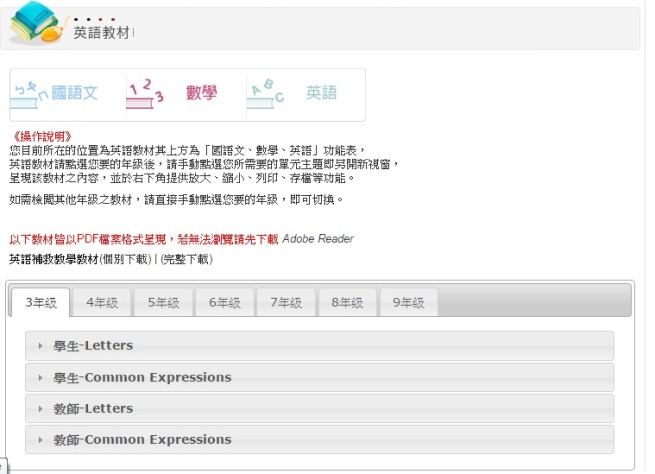 英語教材
ㄅㄆㄇ 國語文
1 2 3 數學
A B C 英語
《操作說明》
您目前所在的位置為英語教材其上方為「國語文、數學、英語」功能表，
英語教材請點選您要的年級後，請手動點選您所需要的單元主題即另開新視窗，
呈現該教材之內容，並於右下角提供放大、縮小、列印、存檔等功能。
如需檢閱其他年級之教材，請直接手動點選您要的年級，即可切換。
以下教材皆以PDF檔案格式呈現，若無法瀏覽請先下載 Adobe Reader
英語補救教學教材(個別下載) | (完整下載)
3年級 4年級 5年級 6年級 7年級 8年級 9年級
學生-Letters
學生-Common Expressions
教師-Letters
教師-Common Expressions